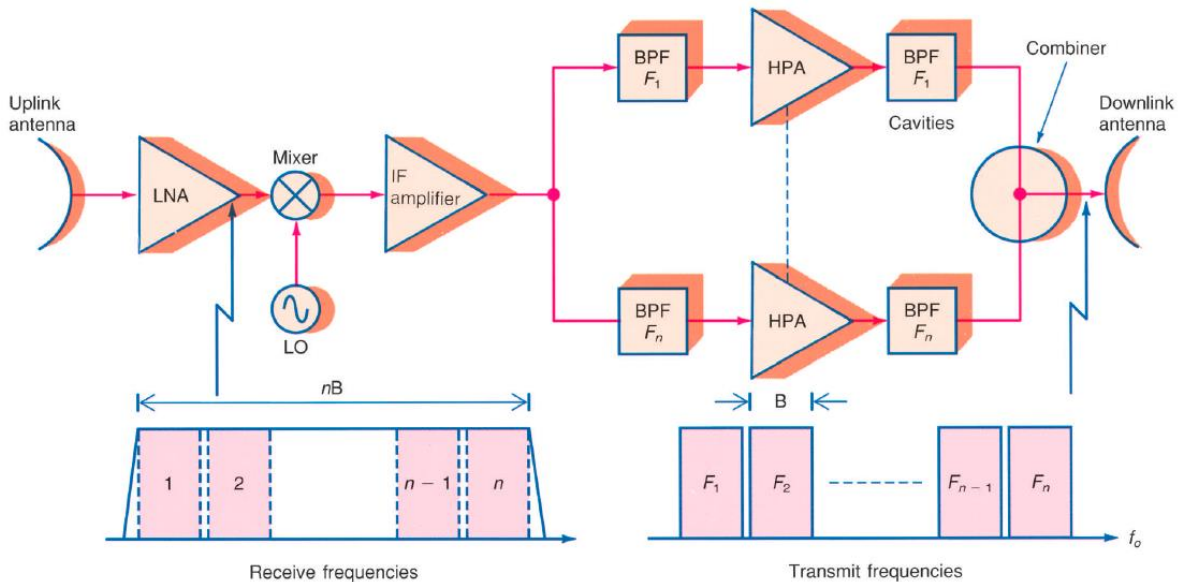 Uplink
antenna
LNA
Mixer
LO
IF
amplifier
BPF
F₁
HPA
BPF
F₁
Cavities
Combiner
Downlink
antenna
BPF
Fₙ
HPA
BPF
Fₙ
nB
1
2
n − 1
n
Receive frequencies
B
F₁
F₂
Fₙ₋₁
Fₙ
fₒ
Transmit frequencies